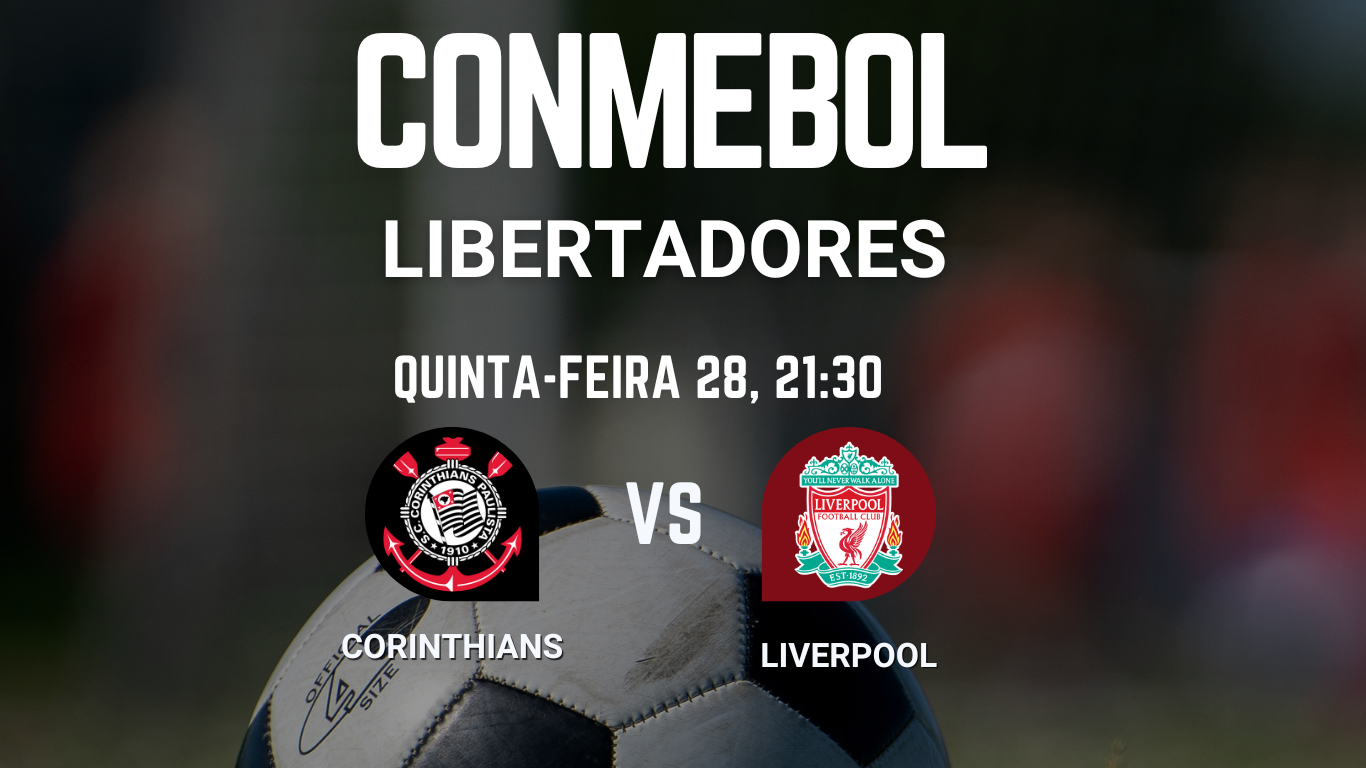 CONMEBOL
LIBERTADORES
QUINTA-FEIRA 28, 21:30
S.C. CORINTHIANS PAULISTA
1910
VS
YOU'LL NEVER WALK ALONE
LIVERPOOL
FOOTBALL CLUB
EST·1892
CORINTHIANS
LIVERPOOL
OFFICIAL
SIZE